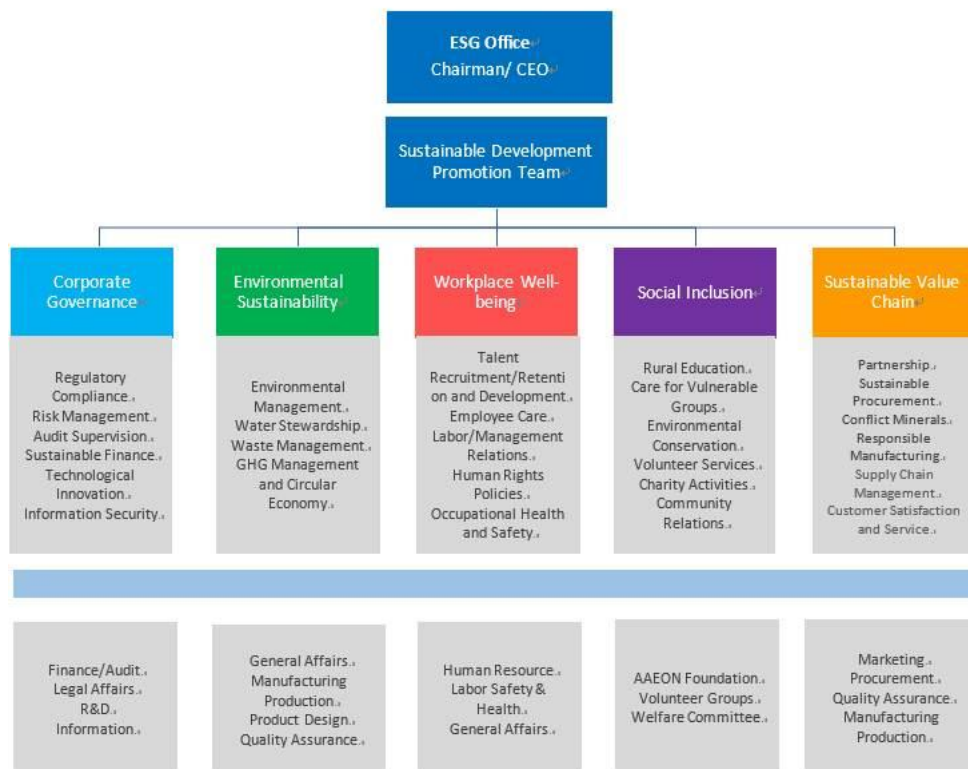 ESG Office
Chairman/ CEO
Sustainable Development
Promotion Team
Corporate
Governance
Environmental
Sustainability
Workplace Well-
being
Social Inclusion
Sustainable Value
Chain
Regulatory
Compliance.
Risk Management.
Audit Supervision.
Sustainable Finance.
Technological
Innovation.
Information Security.
Environmental
Management.
Water Stewardship.
Waste Management.
GHG Management
and Circular
Economy.
Talent
Recruitment/Retenti
on and Development.
Employee Care.
Labor/Management
Relations.
Human Rights
Policies.
Occupational Health
and Safety.
Rural Education.
Care for Vulnerable
Groups.
Environmental
Conservation.
Volunteer Services.
Charity Activities.
Community
Relations.
Partnership.
Sustainable
Procurement.
Conflict Minerals.
Responsible
Manufacturing.
Supply Chain
Management.
Customer Satisfaction
and Service.
Finance/Audit.
Legal Affairs.
R&D.
Information.
General Affairs.
Manufacturing
Production.
Product Design.
Quality Assurance.
Human Resource.
Labor Safety &
Health.
General Affairs.
AAEON Foundation.
Volunteer Groups.
Welfare Committee.
Marketing.
Procurement.
Quality Assurance.
Manufacturing
Production.